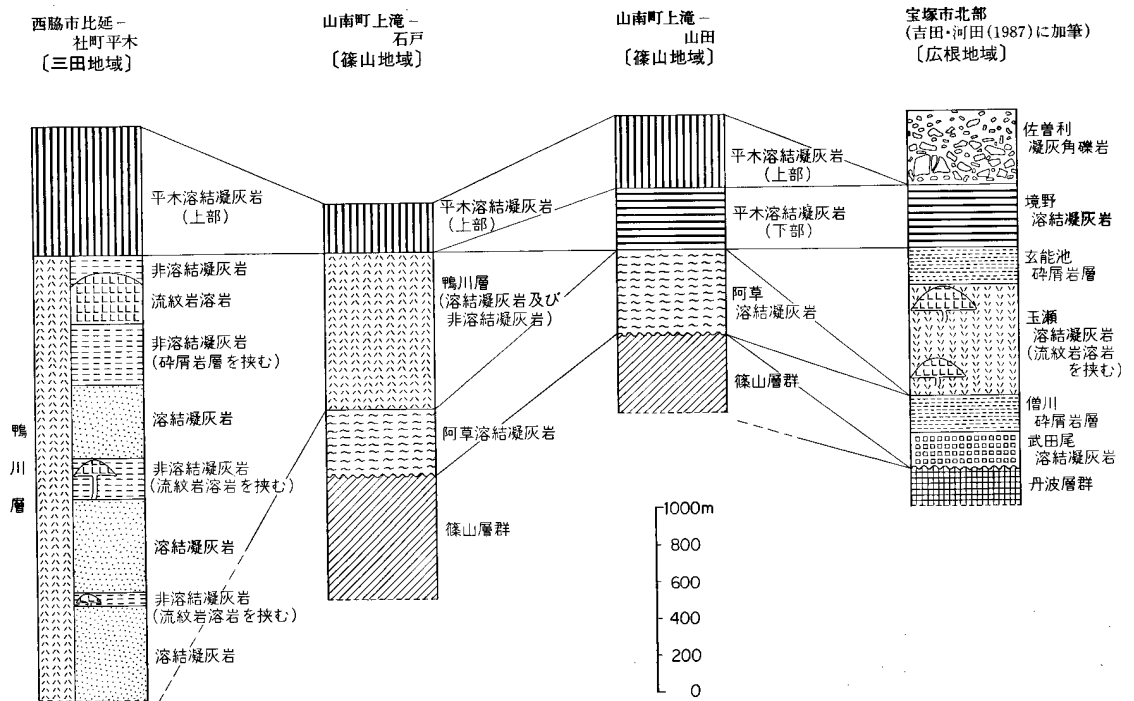 西脇市比延－
社町平木
〔三田地域〕
平木溶結凝灰岩
(上部)
非溶結凝灰岩
流紋岩溶岩
非溶結凝灰岩
(砕屑岩層を挟む)
溶結凝灰岩
非溶結凝灰岩
(流紋岩溶岩を挟む)
溶結凝灰岩
非溶結凝灰岩
(流紋岩溶岩を挟む)
溶結凝灰岩
鴨
川
層
山南町上滝－
石戸
〔篠山地域〕
平木溶結凝灰岩
(上部)
鴨川層
(溶結凝灰岩及び
非溶結凝灰岩)
阿草溶結凝灰岩
篠山層群
山南町上滝－
山田
〔篠山地域〕
平木溶結凝灰岩
(上部)
平木溶結凝灰岩
(下部)
阿草
溶結凝灰岩
篠山層群
宝塚市北部
(吉田・河田(1987)に加筆)
〔広根地域〕
佐曽利
凝灰角礫岩
境野
溶結凝灰岩
玄能池
砕屑岩層
玉瀬
溶結凝灰岩
(流紋岩溶岩
を挟む)
僧川
砕屑岩層
武田尾
溶結凝灰岩
丹波層群
1000m
800
600
400
200
0